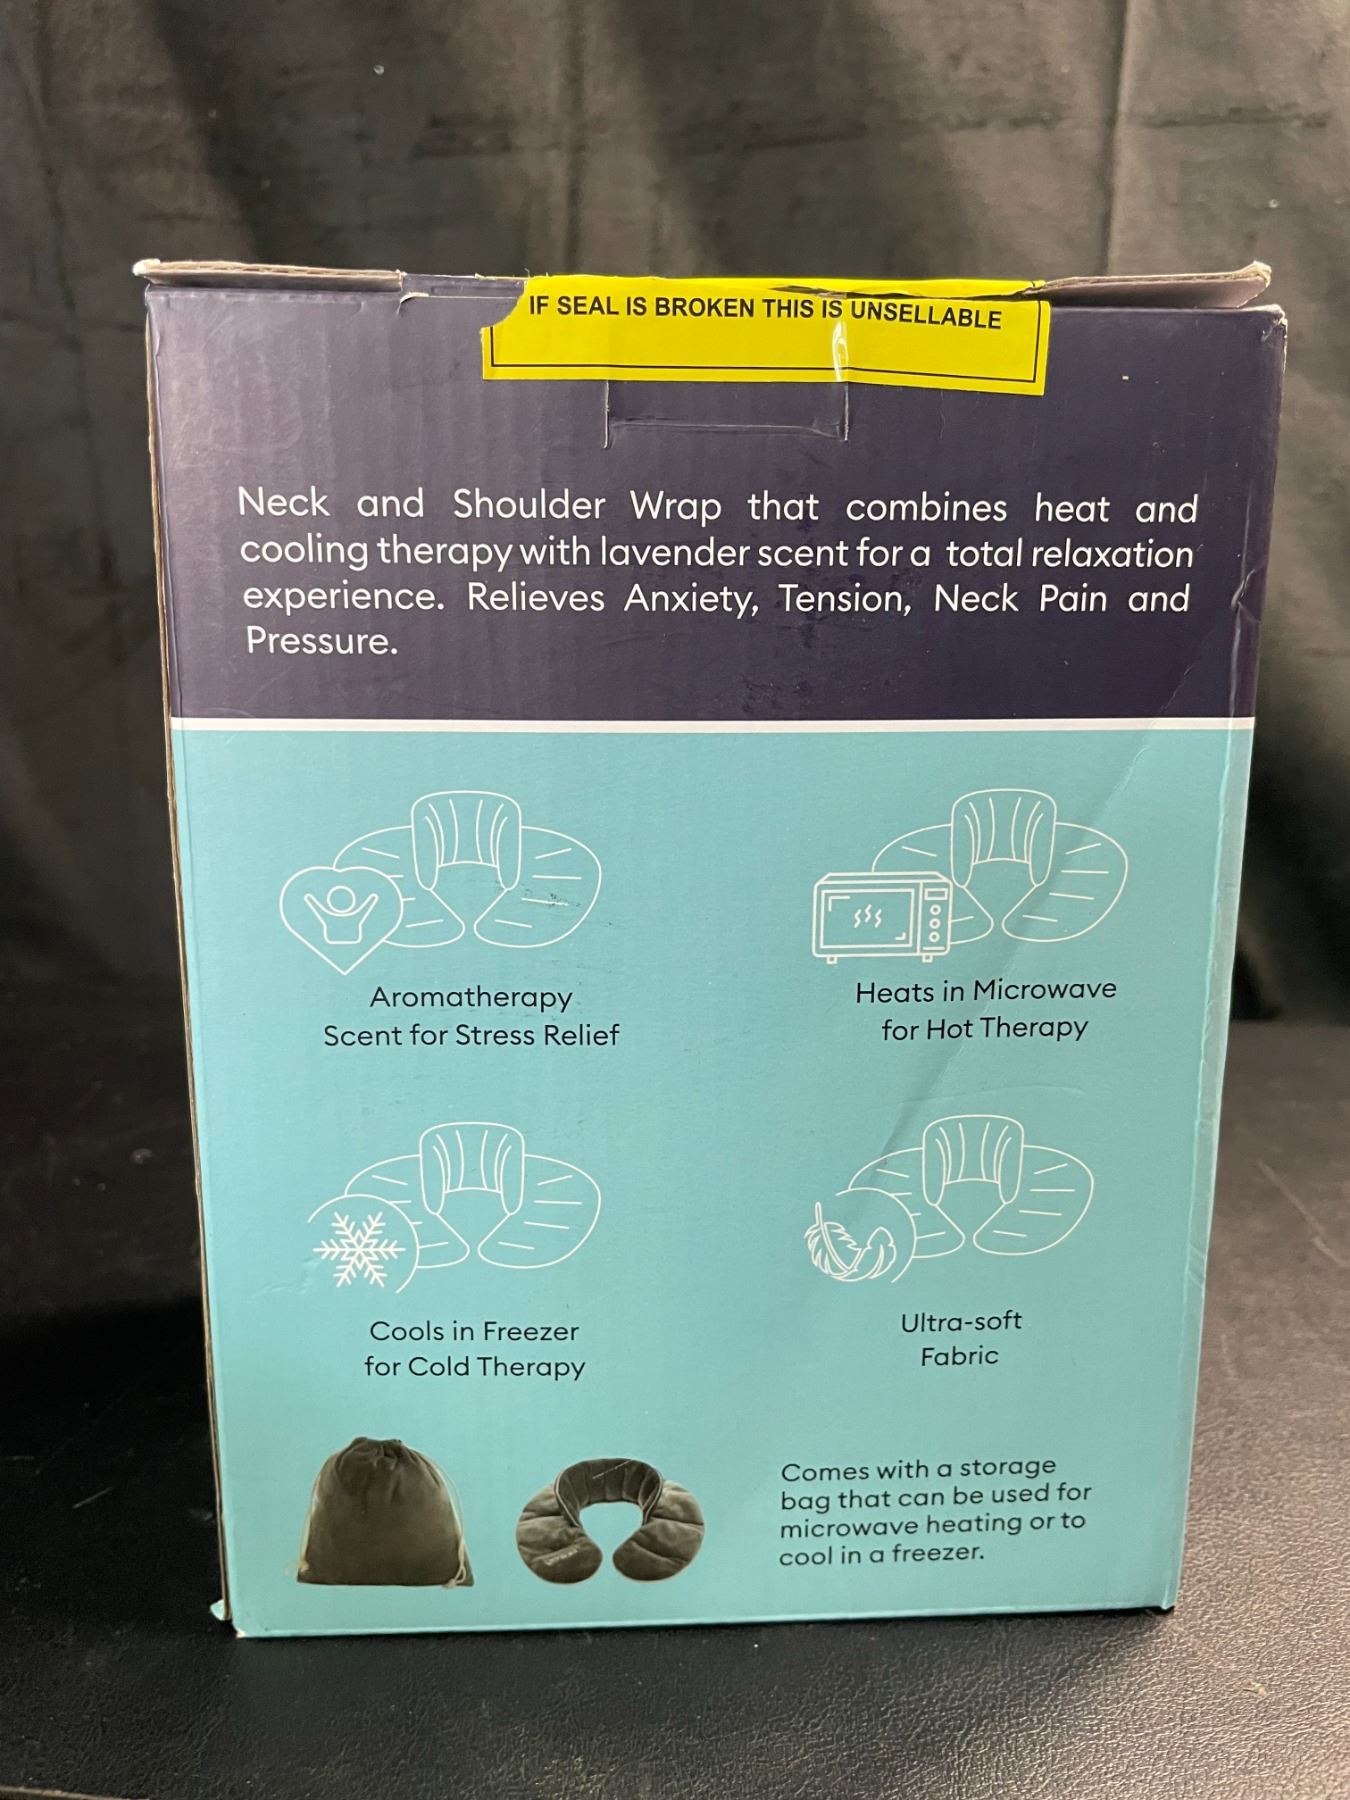 IF SEAL IS BROKEN THIS IS UNSELLABLE
Neck and Shoulder Wrap that combines heat and
cooling therapy with lavender scent for a total relaxation
experience. Relieves Anxiety, Tension, Neck Pain and
Pressure.
Aromatherapy
Scent for Stress Relief
Heats in Microwave
for Hot Therapy
Cools in Freezer
for Cold Therapy
Ultra-soft
Fabric
Comes with a storage
bag that can be used for
microwave heating or to
cool in a freezer.